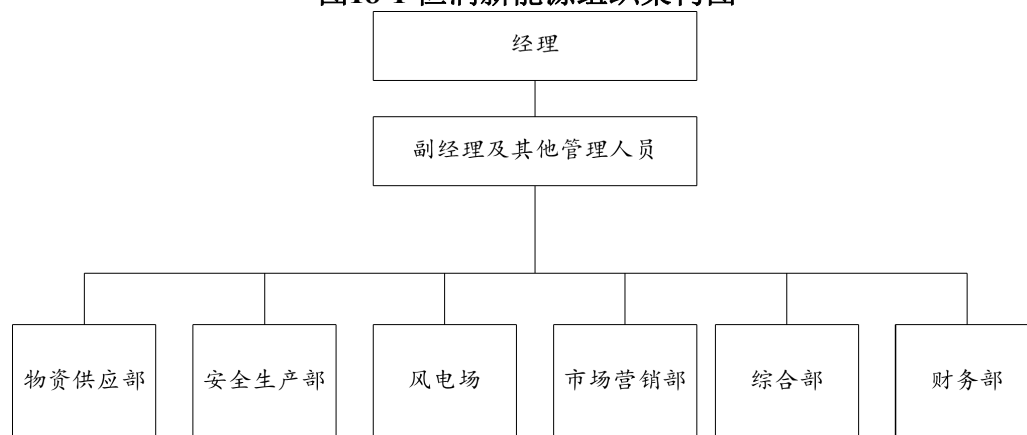 经理
副经理及其他管理人员
物资供应部
安全生产部
风电场
市场营销部
综合部
财务部